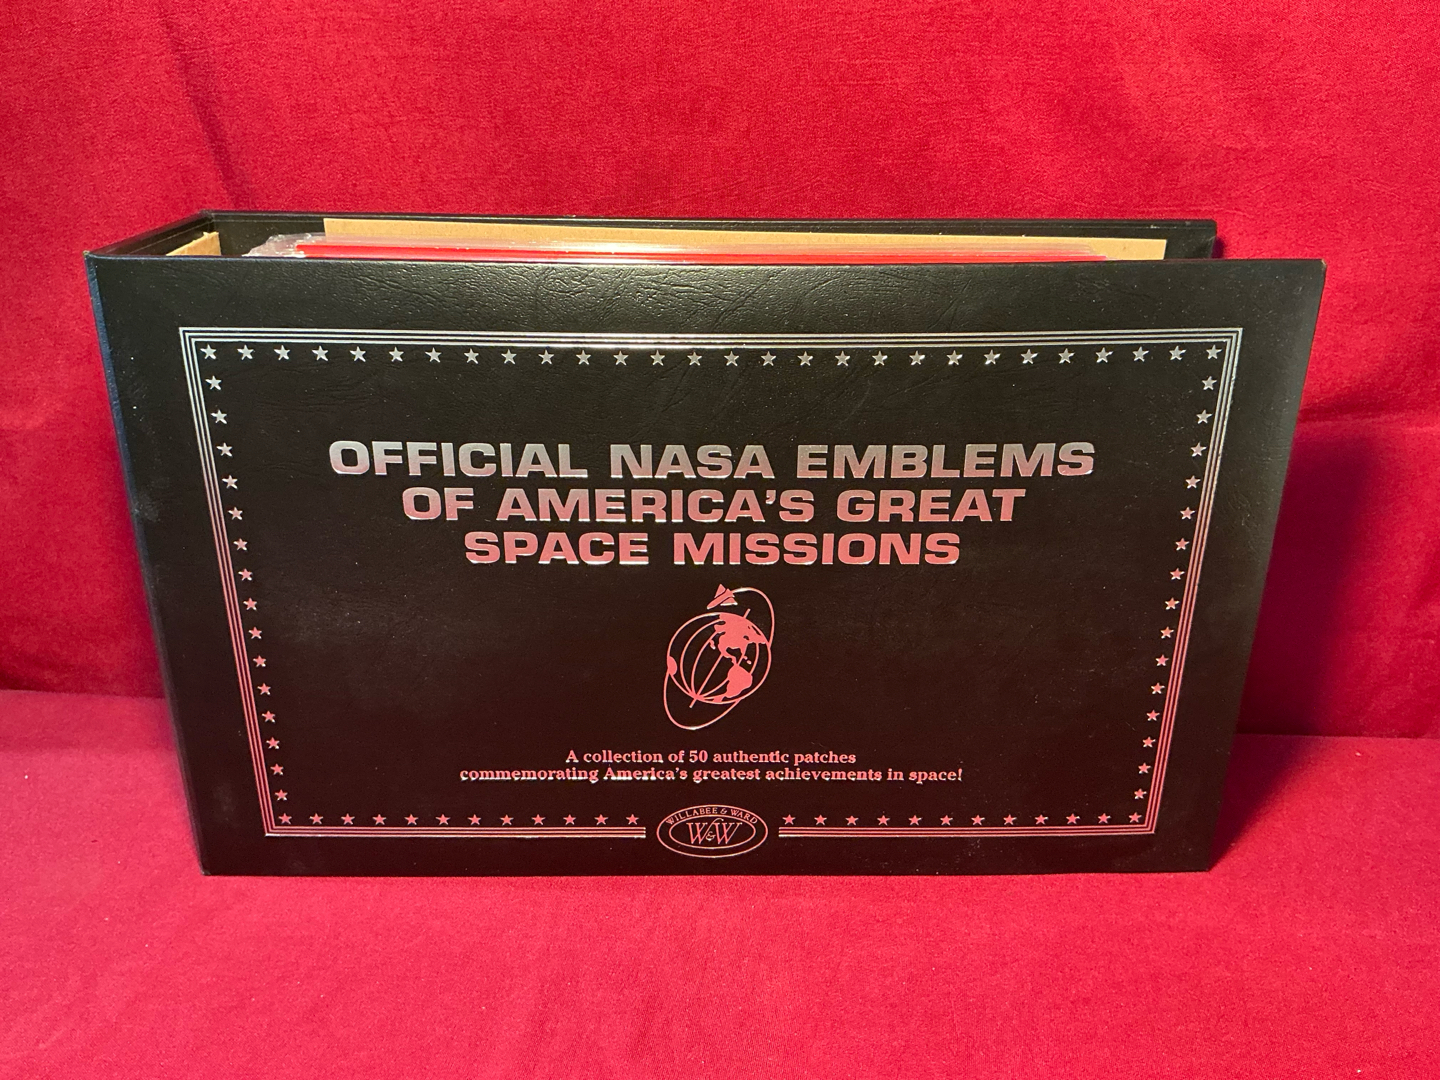 OFFICIAL NASA EMBLEMS
OF AMERICA'S GREAT
SPACE MISSIONS
A collection of 50 authentic patches
commemorating America's greatest achievements in space!
WILLABEE & WARD
W&W